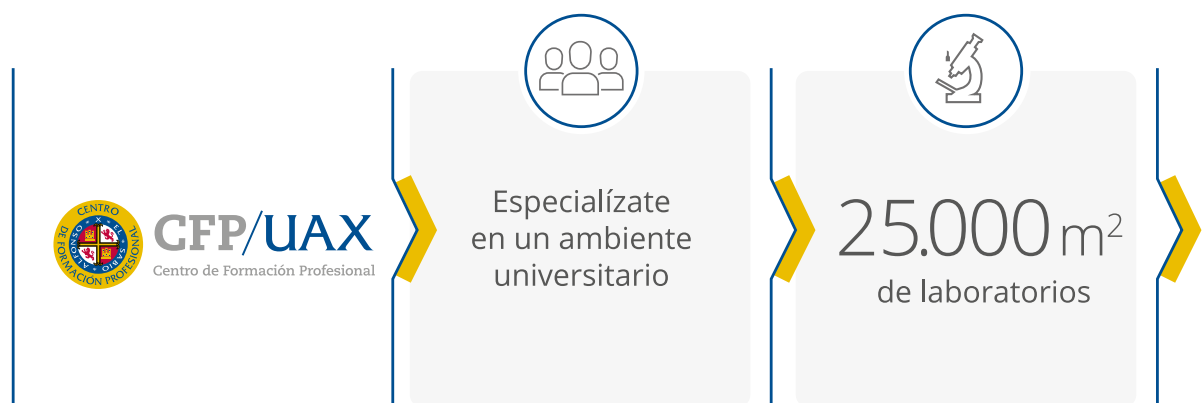 CENTRO
DE FORMACIÓN PROFESIONAL
ALFONSO X EL SABIO
CFP/UAX
Centro de Formación Profesional
Especialízate
en un ambiente
universitario
25.000 m²
de laboratorios